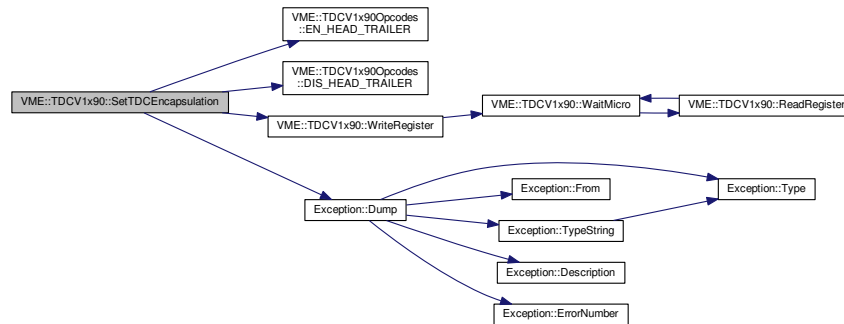 VME::TDCV1x90Opcodes
::EN_HEAD_TRAILER
VME::TDCV1x90Opcodes
::DIS_HEAD_TRAILER
VME::TDCV1x90::SetTDCEncapsulation
VME::TDCV1x90::WriteRegister
VME::TDCV1x90::WaitMicro
VME::TDCV1x90::ReadRegister
Exception::Dump
Exception::From
Exception::Type
Exception::TypeString
Exception::Description
Exception::ErrorNumber